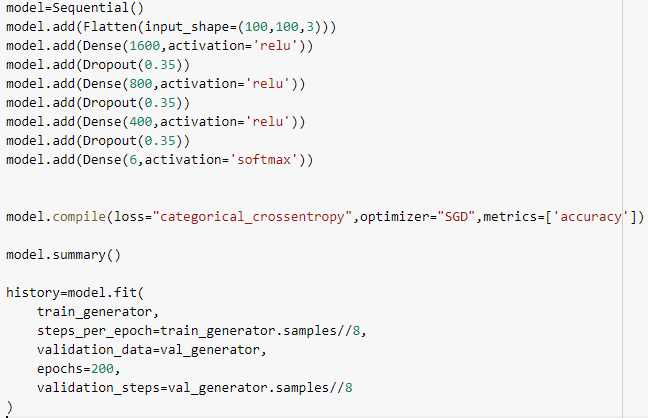 model=Sequential()
model.add(Flatten(input_shape=(100,100,3)))
model.add(Dense(1600,activation='relu'))
model.add(Dropout(0.35))
model.add(Dense(800,activation='relu'))
model.add(Dropout(0.35))
model.add(Dense(400,activation='relu'))
model.add(Dropout(0.35))
model.add(Dense(6,activation='softmax'))
model.compile(loss="categorical_crossentropy",optimizer="SGD",metrics=['accuracy'])
model.summary()
history=model.fit(
    train_generator,
    steps_per_epoch=train_generator.samples//8,
    validation_data=val_generator,
    epochs=200,
    validation_steps=val_generator.samples//8
)